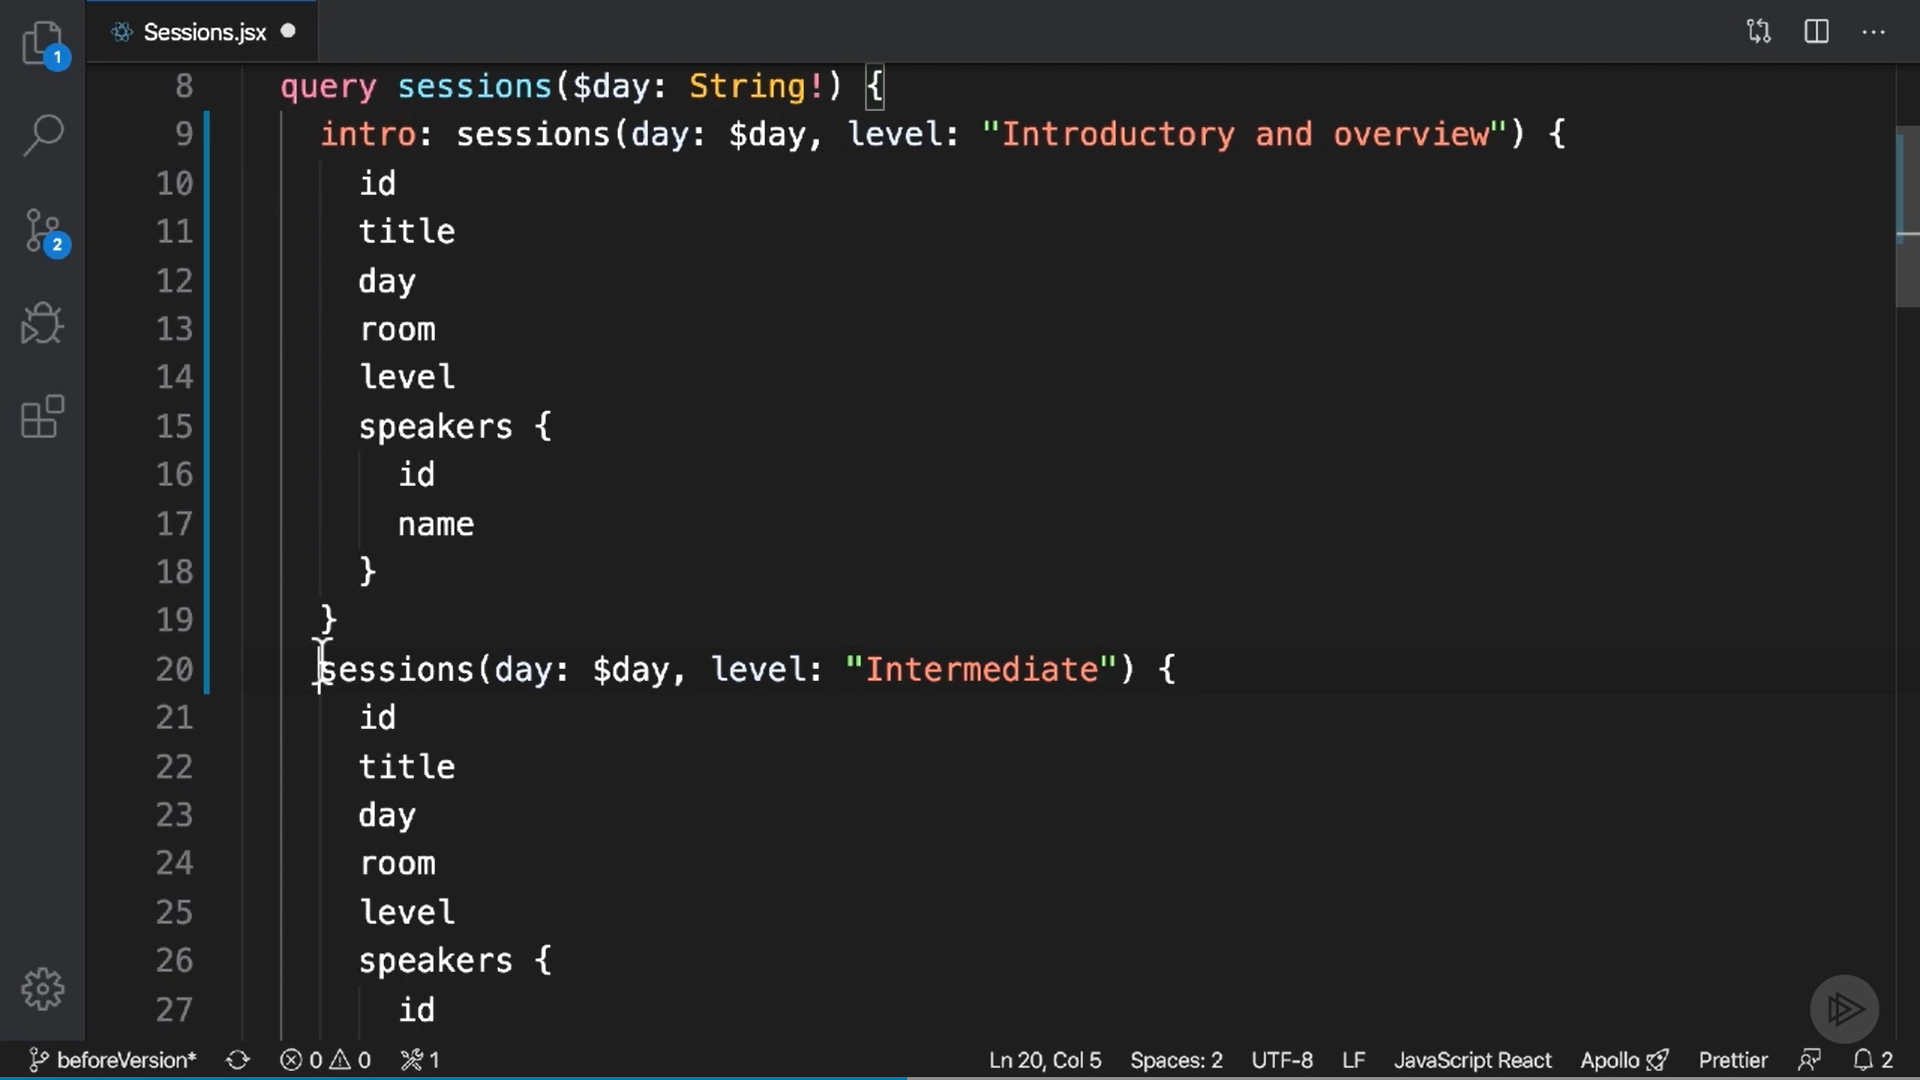 1
Sessions.jsx
8 query sessions($day: String!) {
9 intro: sessions(day: $day, level: "Introductory and overview") {
10 id
11 title
12 day
13 room
14 level
15 speakers {
16 id
17 name
18 }
19 }
20 sessions(day: $day, level: "Intermediate") {
21 id
22 title
23 day
24 room
25 level
26 speakers {
27 id
2
beforeVersion* 0 0 1 Ln 20, Col 5 Spaces: 2 UTF-8 LF JavaScript React Apollo Prettier 2